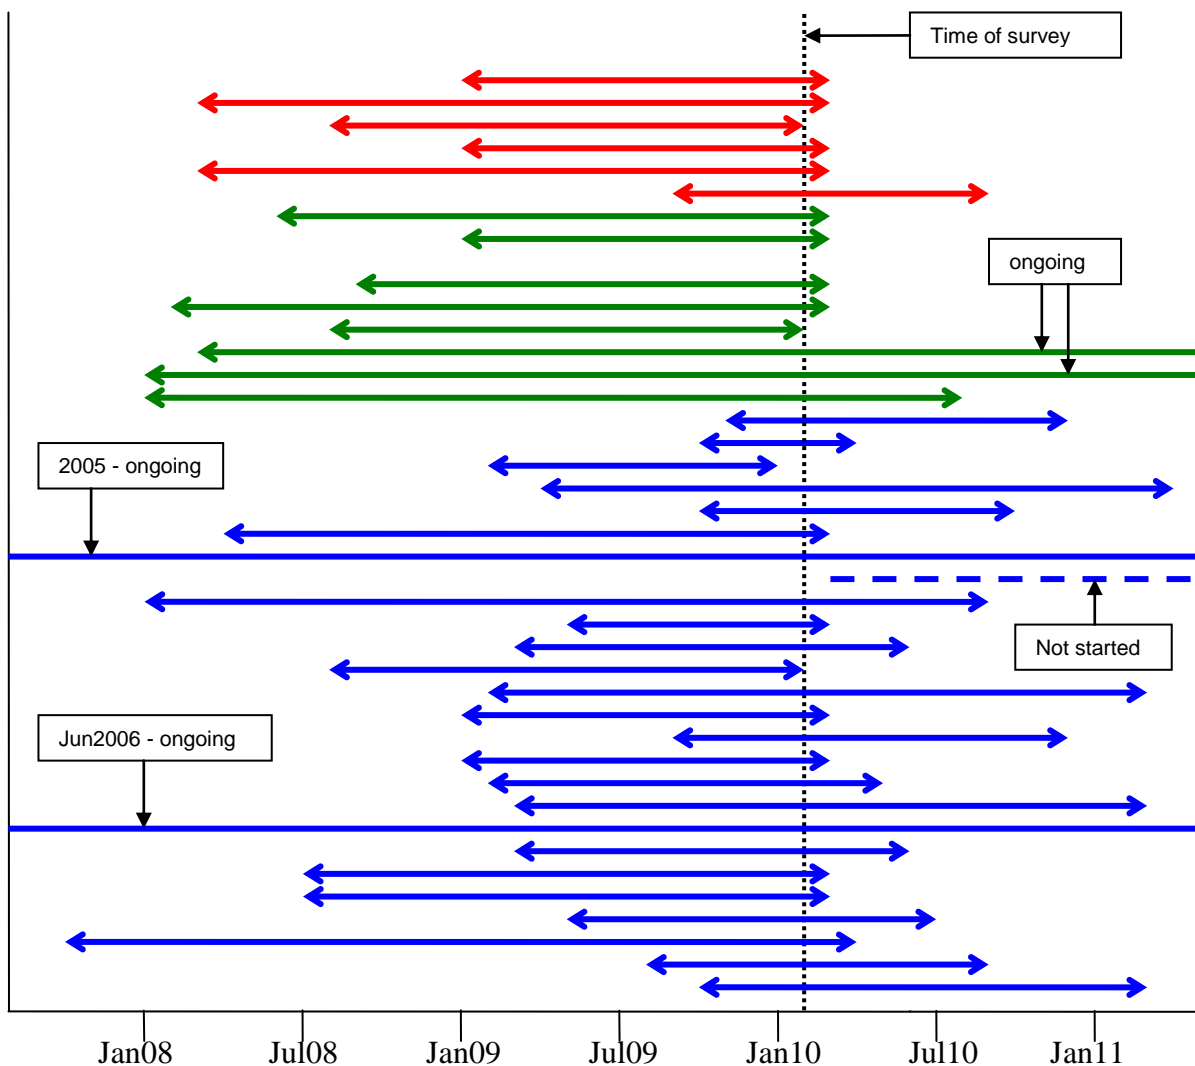 Time of survey
ongoing
2005 - ongoing
Not started
Jun2006 - ongoing
Jan08
Jul08
Jan09
Jul09
Jan10
Jul10
Jan11